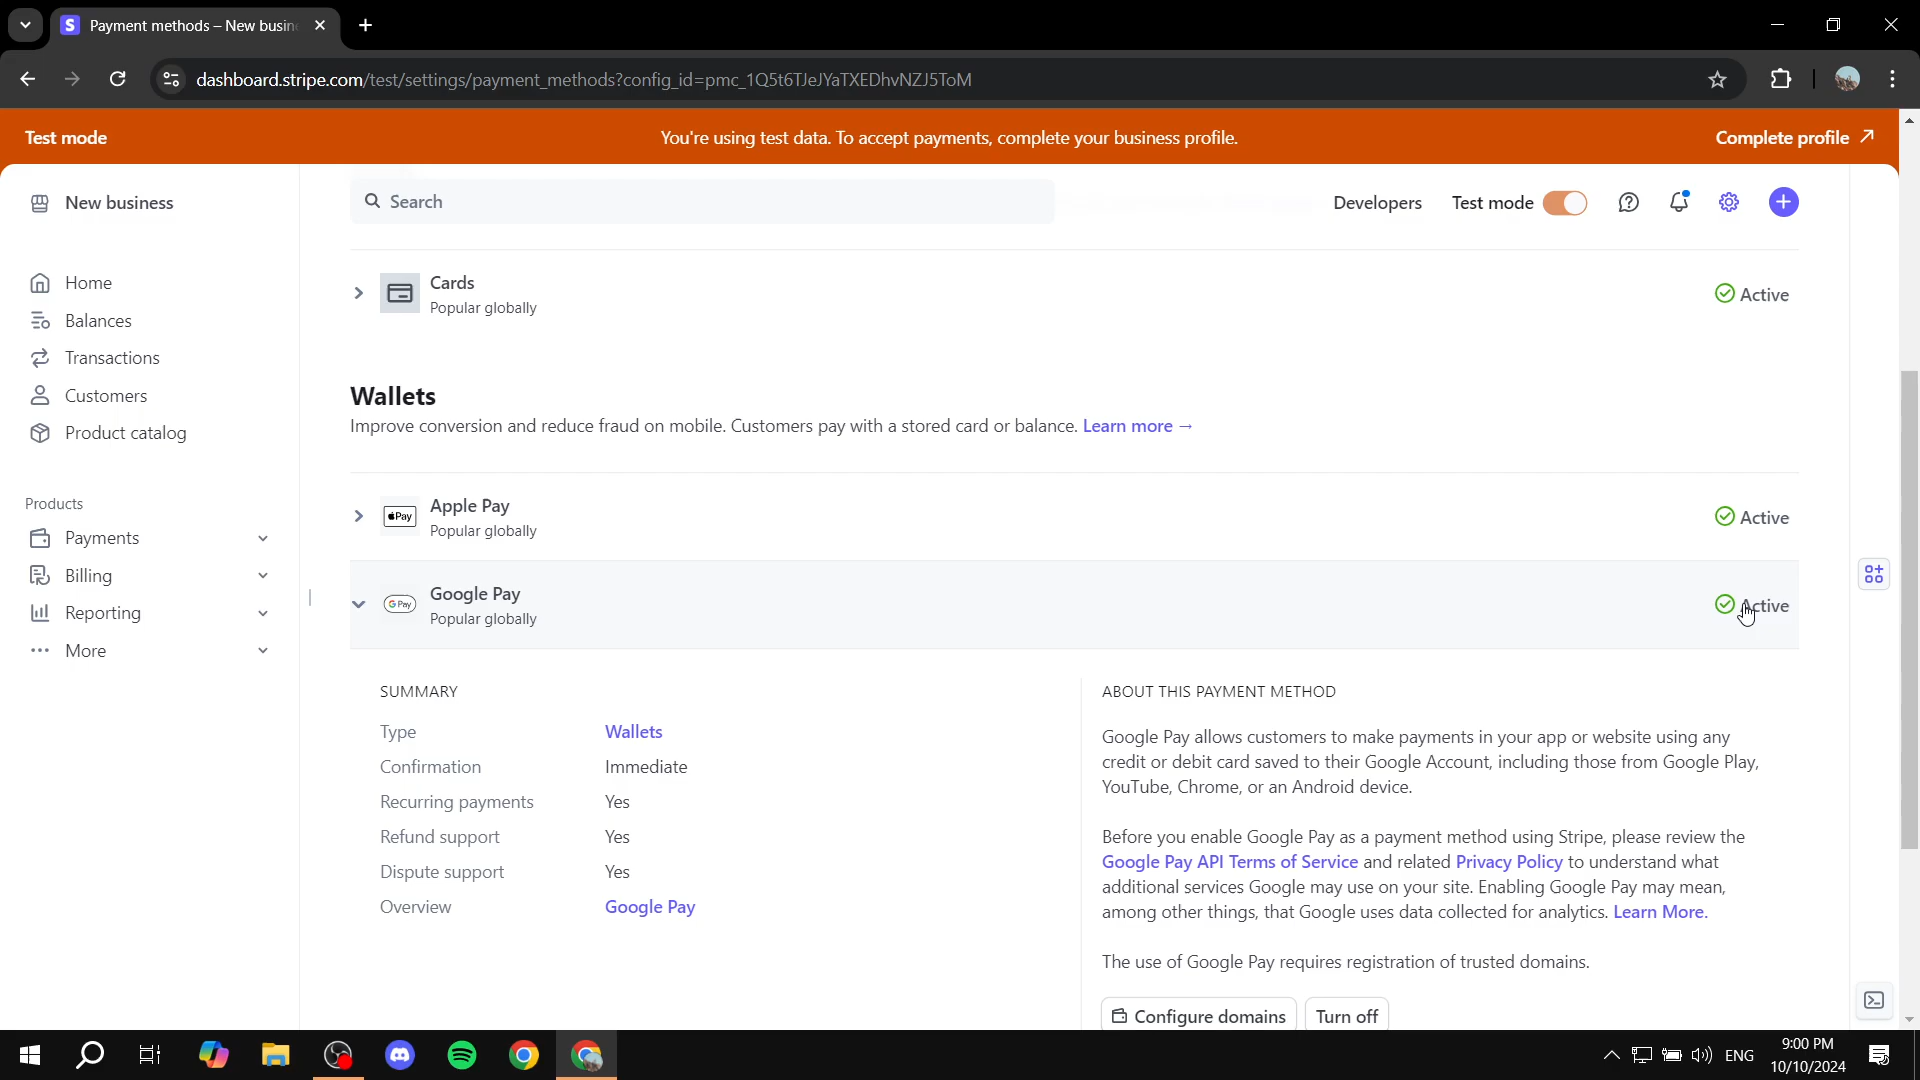 Payment methods – New busin
dashboard.stripe.com/test/settings/payment_methods?config_id=pmc_1Q5t6TJeJYaTXEDhvNZJ5ToM
Test mode
You're using test data. To accept payments, complete your business profile.
Complete profile
New business
Search
Developers
Test mode
Home
Balances
Transactions
Customers
Product catalog
Products
Payments
Billing
Reporting
More
Cards
Popular globally
Active
Wallets
Improve conversion and reduce fraud on mobile. Customers pay with a stored card or balance. Learn more →
Pay
Apple Pay
Popular globally
Active
G Pay
Google Pay
Popular globally
Active
SUMMARY
Type Wallets
Confirmation Immediate
Recurring payments Yes
Refund support Yes
Dispute support Yes
Overview Google Pay
ABOUT THIS PAYMENT METHOD
Google Pay allows customers to make payments in your app or website using any
credit or debit card saved to their Google Account, including those from Google Play,
YouTube, Chrome, or an Android device.
Before you enable Google Pay as a payment method using Stripe, please review the
Google Pay API Terms of Service and related Privacy Policy to understand what
additional services Google may use on your site. Enabling Google Pay may mean,
among other things, that Google uses data collected for analytics. Learn More.
The use of Google Pay requires registration of trusted domains.
Configure domains
Turn off
ENG
9:00 PM
10/10/2024